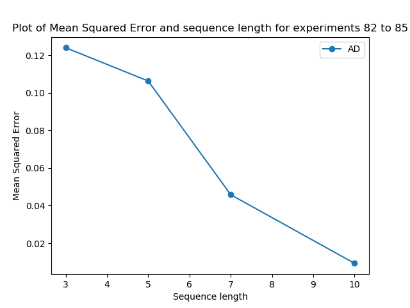 Plot of Mean Squared Error and sequence length for experiments 82 to 85
AD
0.12
0.10
0.08
0.06
0.04
0.02
Mean Squared Error
3 4 5 6 7 8 9 10
Sequence length